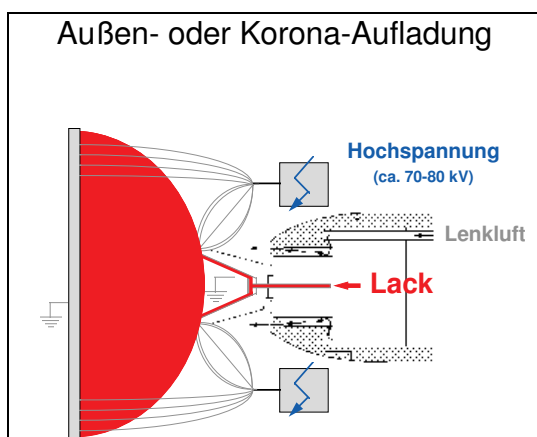 Außen- oder Korona-Aufladung
Hochspannung
(ca. 70-80 kV)
Lenkluft
Lack